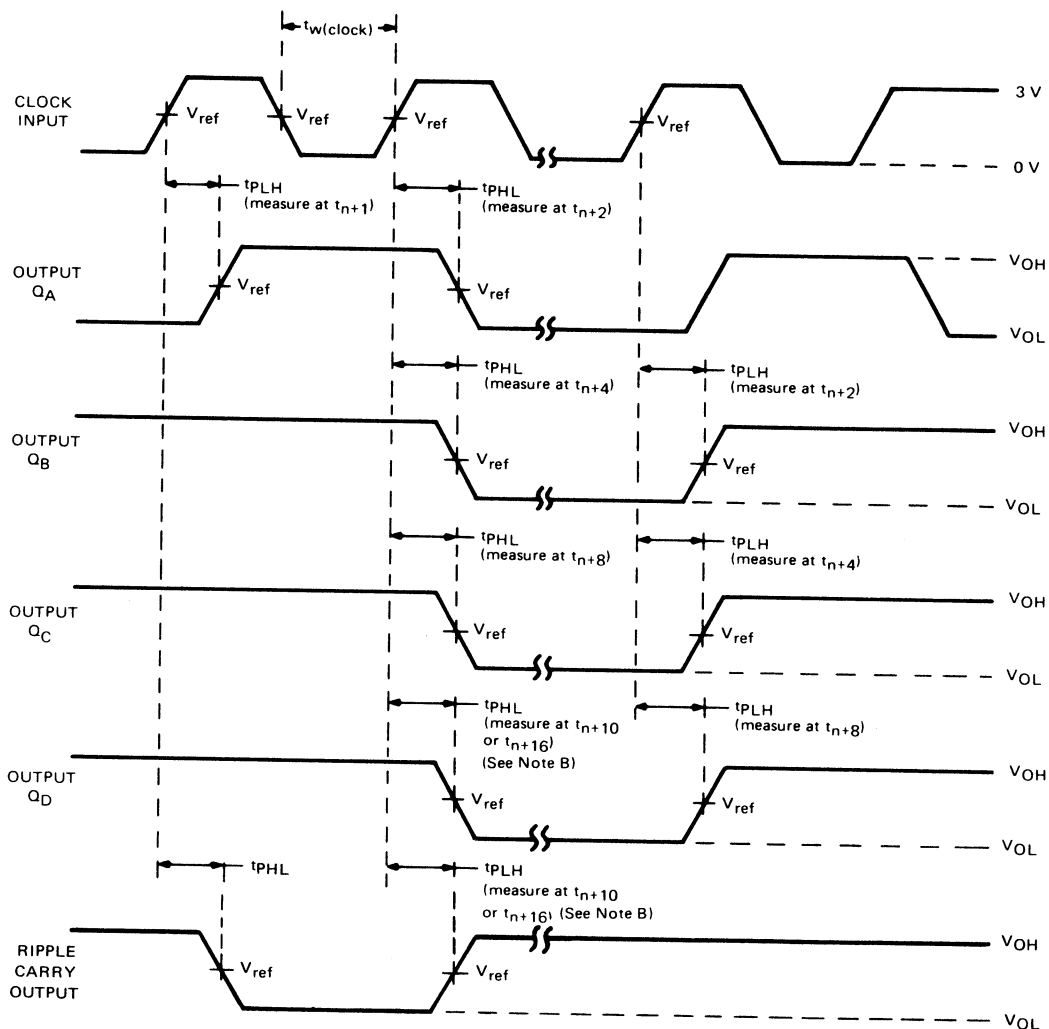 tw(clock)
CLOCK
INPUT
Vref
Vref
Vref
Vref
3 V
0 V
tPLH
(measure at tn+1)
tPHL
(measure at tn+2)
OUTPUT
QA
Vref
Vref
VOH
VOL
tPHL
(measure at tn+4)
tPLH
(measure at tn+2)
OUTPUT
QB
Vref
Vref
VOH
VOL
tPHL
(measure at tn+8)
tPLH
(measure at tn+4)
OUTPUT
QC
Vref
Vref
VOH
VOL
tPHL
(measure at tn+10
or tn+16)
(See Note B)
tPLH
(measure at tn+8)
OUTPUT
QD
Vref
Vref
VOH
VOL
tPHL
tPLH
(measure at tn+10
or tn+16) (See Note B)
RIPPLE
CARRY
OUTPUT
Vref
Vref
VOH
VOL